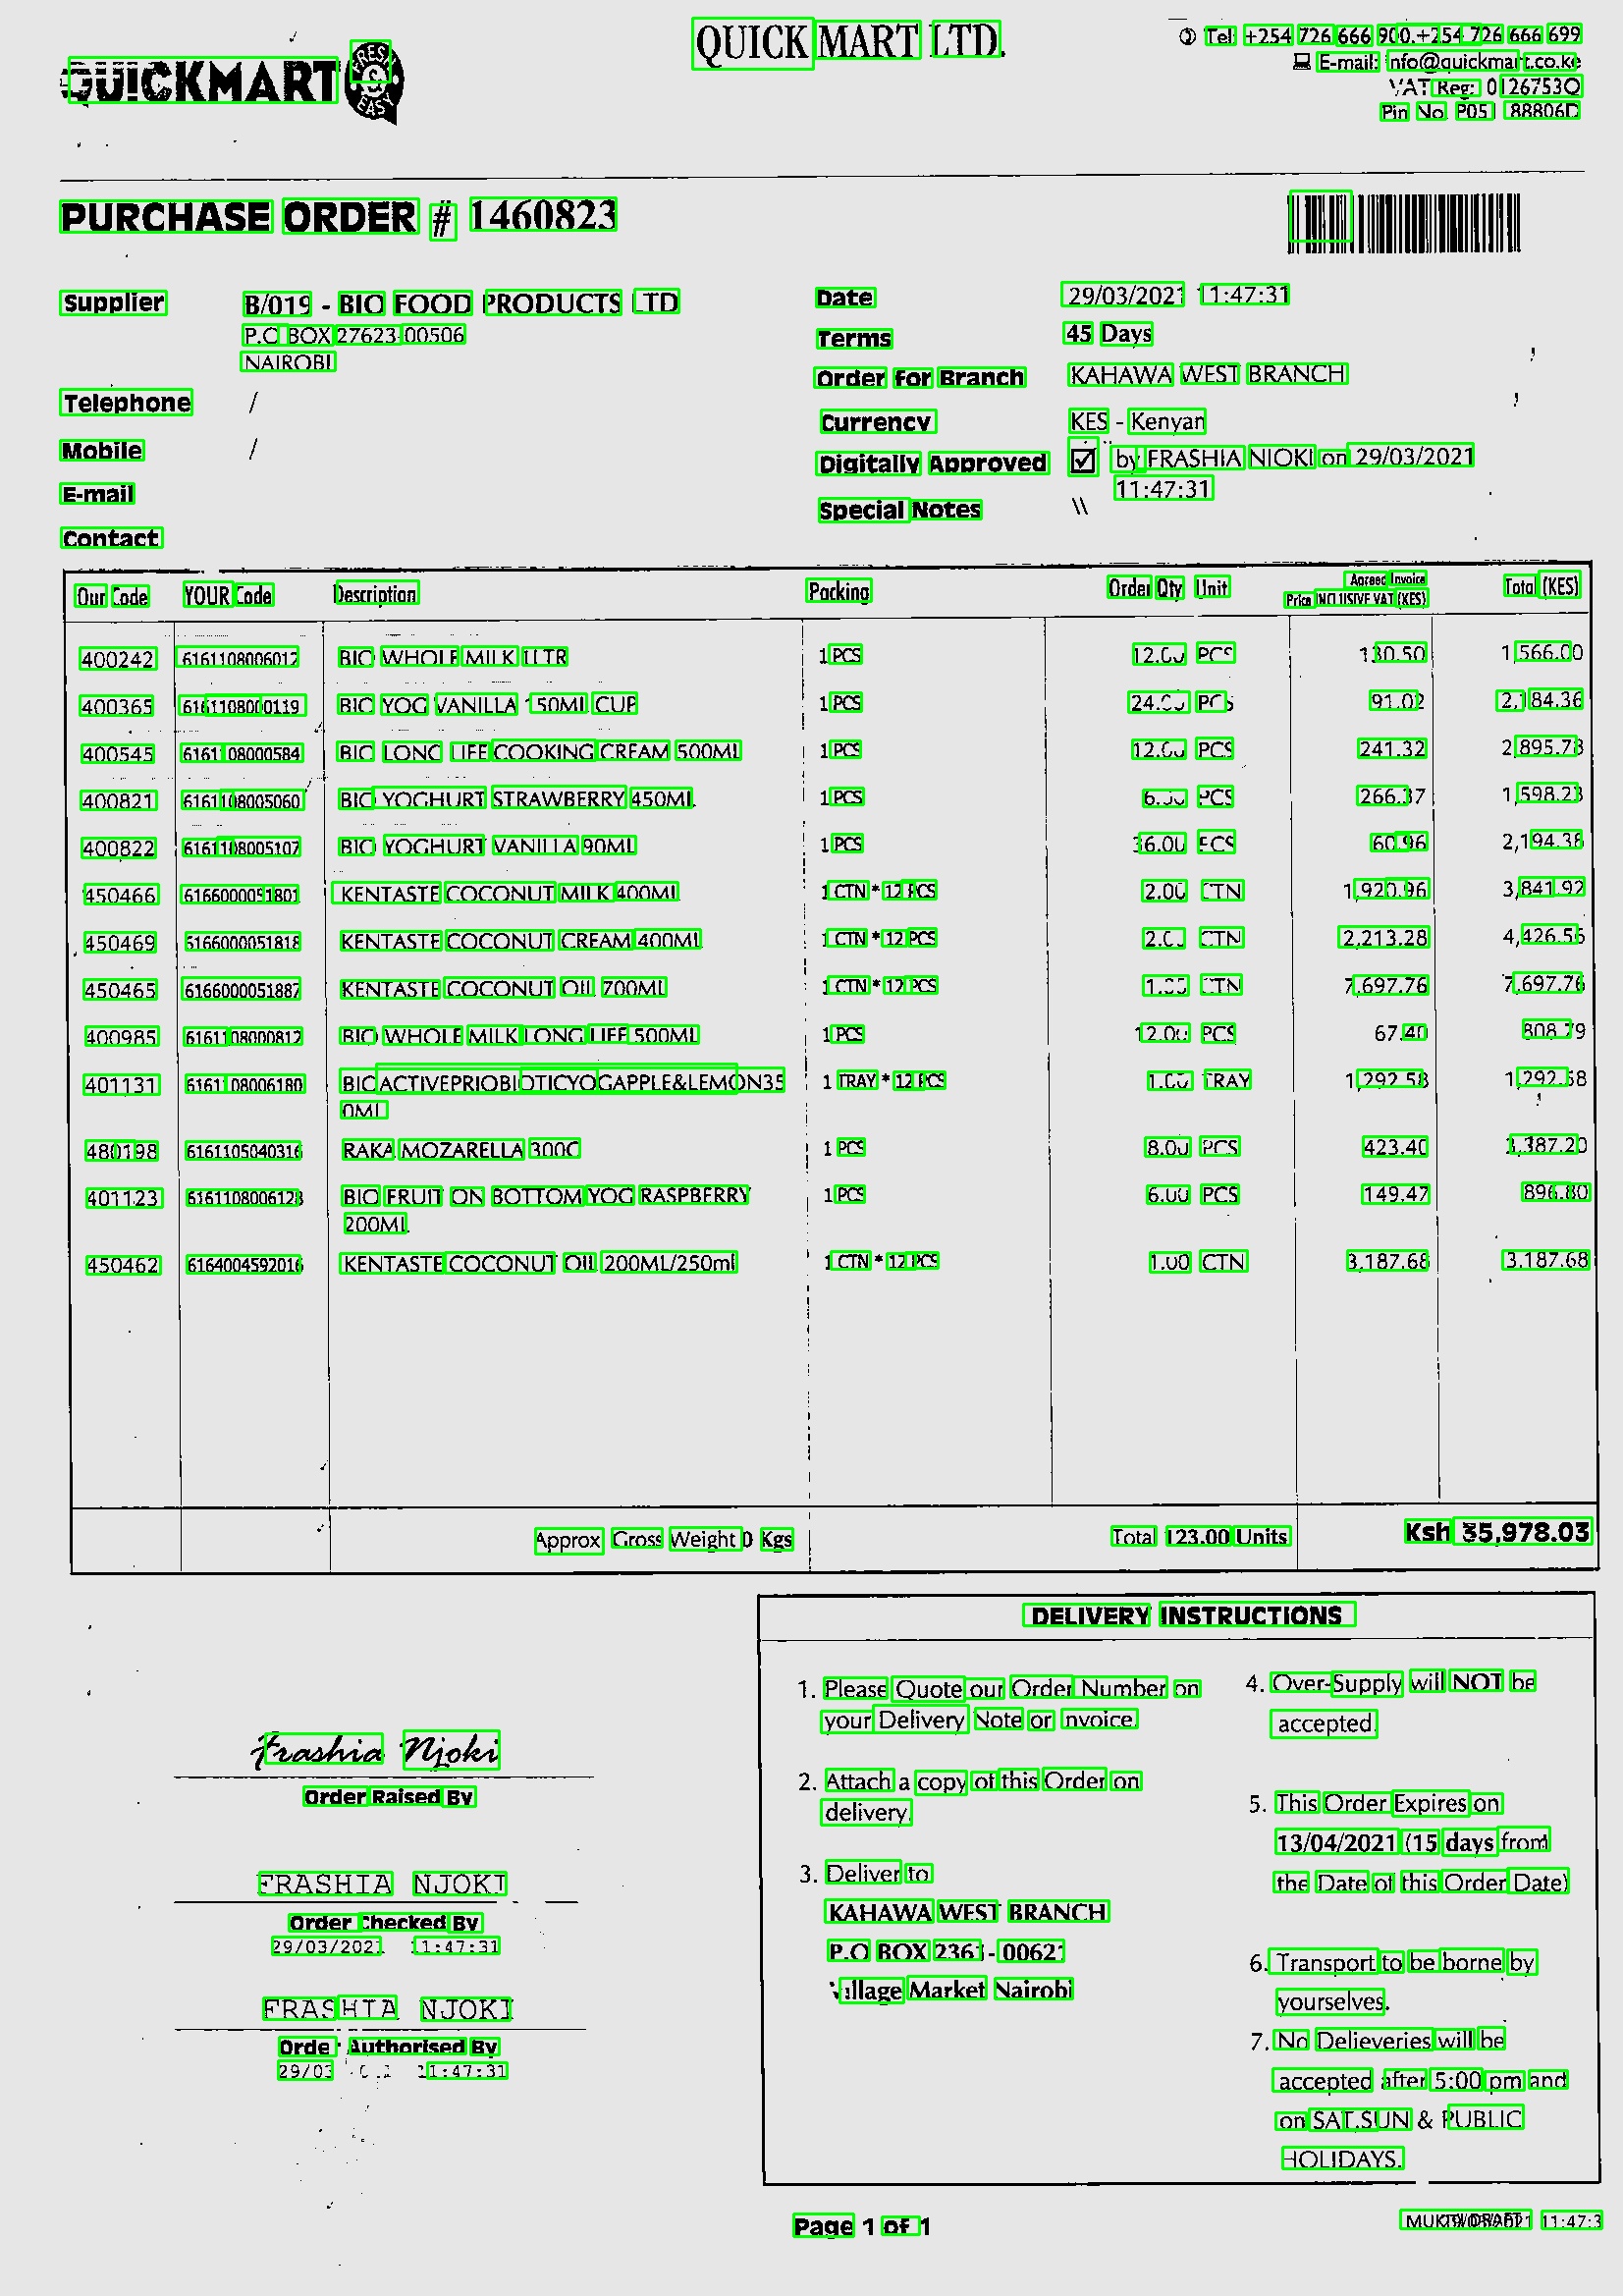 QUICKMART FRESH & EASY
QUICK MART LTD.
Tel: +254 726 666 900,+254 726 666 699
E-mail: info@quickmart.co.ke
VAT Reg: 0126753Q
Pin No P051 88806D
PURCHASE ORDER # 1460823
Supplier B/019 - BIO FOOD PRODUCTS LTD
P.O BOX 27623 00506
NAIROBI
Telephone /
Mobile /
E-mail
Contact
Date 29/03/2021 11:47:31
Terms 45 Days
Order for Branch KAHAWA WEST BRANCH
Currency KES - Kenyan
Digitally Approved by FRASHIA NJOKI on 29/03/2021
11:47:31
Special Notes \\
Our Code YOUR Code Description Packing Order Qty Unit Agreed Invoice Price INCLUSIVE VAT (KES) Total (KES)
400242 6161108006012 BIO WHOLE MILK 1LTR 1 PCS 12.00 PCS 130.50 1,566.00
400365 6161108000119 BIO YOG VANILLA 150ML CUP 1 PCS 24.00 PCS 91.02 2,184.36
400545 6161108000584 BIO LONG LIFE COOKING CREAM 500ML 1 PCS 12.00 PCS 241.32 2,895.78
400821 6161108005060 BIO YOGHURT STRAWBERRY 450ML 1 PCS 6.00 PCS 266.37 1,598.23
400822 6161108005107 BIO YOGHURT VANILLA 90ML 1 PCS 36.00 PCS 60.96 2,194.38
450466 6166000051801 KENTASTE COCONUT MILK 400ML 1 CTN * 12 PCS 2.00 CTN 1,920.96 3,841.92
450469 6166000051818 KENTASTE COCONUT CREAM 400ML 1 CTN * 12 PCS 2.00 CTN 2,213.28 4,426.56
450465 6166000051887 KENTASTE COCONUT OIL 700ML 1 CTN * 12 PCS 1.00 CTN 7,697.76 7,697.76
400985 6161108000812 BIO WHOLE MILK LONG LIFE 500ML 1 PCS 12.00 PCS 67.40 808.79
401131 6161108006180 BIO ACTIVEPRIOBIOTICYOGAPPLE&LEMON35 1 TRAY * 12 PCS 1.00 TRAY 1,292.58 1,292.58
0ML
480198 6161105040316 RAKA MOZARELLA 300G 1 PCS 8.00 PCS 423.40 3,387.20
401123 6161108006128 BIO FRUIT ON BOTTOM YOG RASPBERRY 1 PCS 6.00 PCS 149.47 896.80
200ML
450462 6164004592016 KENTASTE COCONUT OIL 200ML/250ml 1 CTN * 12 PCS 1.00 CTN 3,187.68 3,187.68
Approx Gross Weight 0 Kgs Total 123.00 Units Ksh 35,978.03
Frashia Njoki
Order Raised By
FRASHIA NJOKI
Order Checked By
29/03/2021 11:47:31
FRASHIA NJOKI
Order Authorised By
29/03 11:47:31
DELIVERY INSTRUCTIONS
1. Please Quote our Order Number on
your Delivery Note or Invoice.
2. Attach a copy of this Order on
delivery.
3. Deliver to
KAHAWA WEST BRANCH
P.O BOX 2361 - 00621
Village Market Nairobi
4. Over-Supply will NOT be
accepted.
5. This Order Expires on
13/04/2021 (15 days from
the Date of this Order Date)
6. Transport to be borne by
yourselves.
7. No Delieveries will be
accepted after 5:00 pm and
on SAT.SUN & PUBLIC
HOLIDAYS.
Page 1 of 1
11:47:3